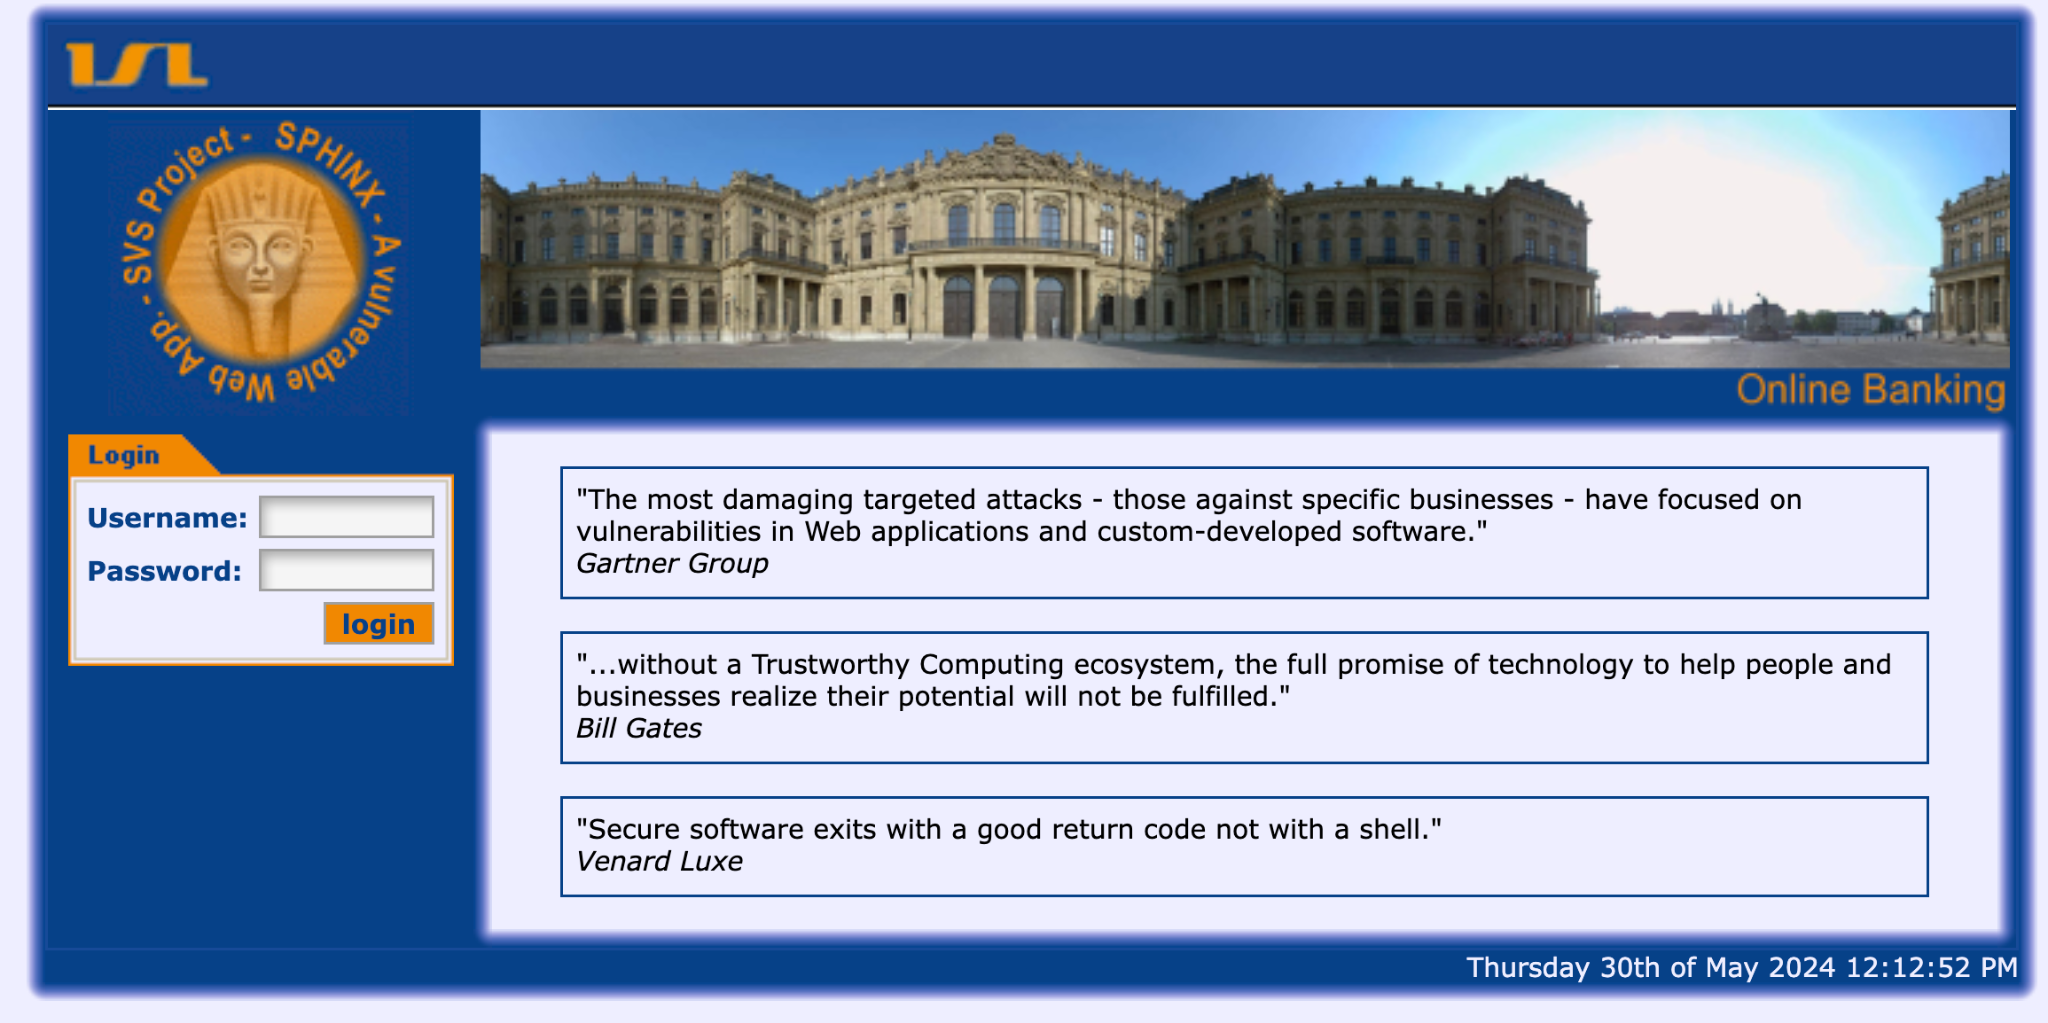 ISL
SPHINX - A vulnerable Web App. - SVS Project -
Online Banking
Login
Username:
Password:
login
"The most damaging targeted attacks - those against specific businesses - have focused on
vulnerabilities in Web applications and custom-developed software."
Gartner Group
"...without a Trustworthy Computing ecosystem, the full promise of technology to help people and
businesses realize their potential will not be fulfilled."
Bill Gates
"Secure software exits with a good return code not with a shell."
Venard Luxe
Thursday 30th of May 2024 12:12:52 PM